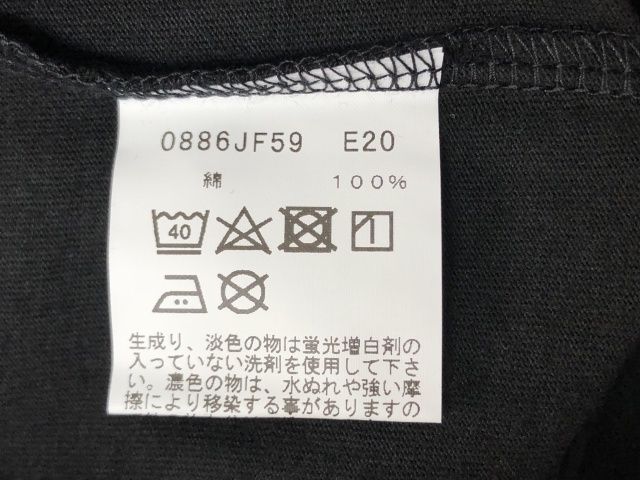 0886JF59 E20
綿 100%
40
生成り、淡色の物は蛍光増白剤の
入っていない洗剤を使用して下さ
い。濃色の物は、水ぬれや強い摩
擦により移染する事がありますの